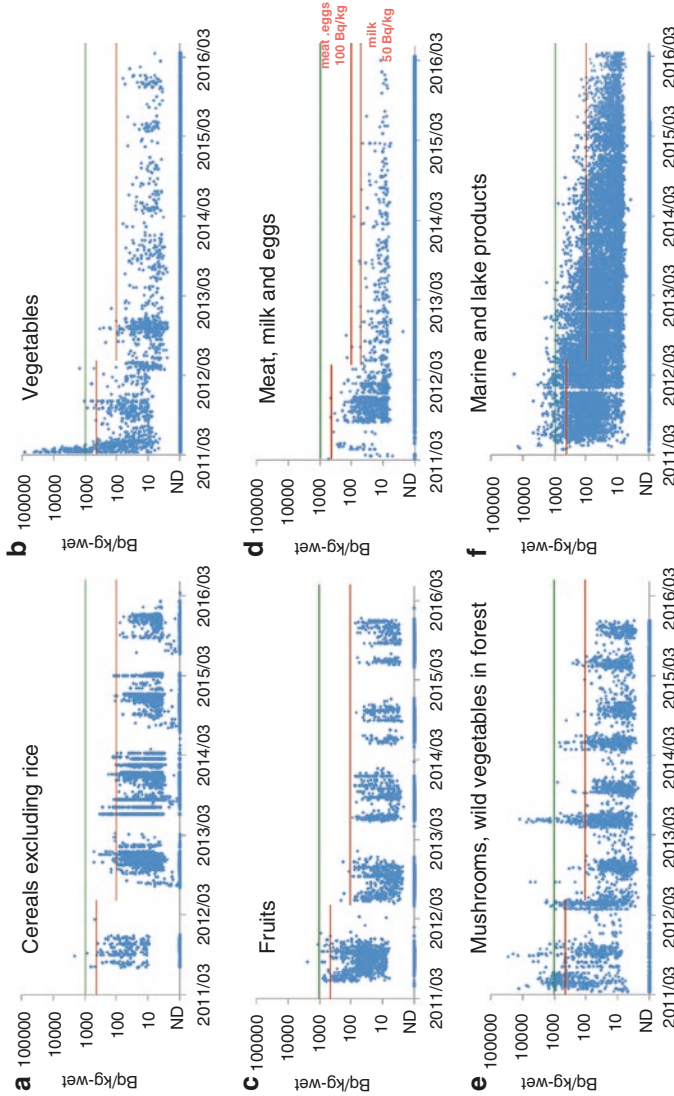 a
Cereals excluding rice
Bq/kg-wet
100000
10000
1000
100
10
ND
2011/03
2012/03
2013/03
2014/03
2015/03
2016/03
b
Vegetables
Bq/kg-wet
100000
10000
1000
100
10
ND
2011/03
2012/03
2013/03
2014/03
2015/03
2016/03
c
Fruits
Bq/kg-wet
100000
10000
1000
100
10
ND
2011/03
2012/03
2013/03
2014/03
2015/03
2016/03
d
Meat, milk and eggs
Bq/kg-wet
100000
10000
1000
100
10
ND
meat .eggs
100 Bq/kg
milk
50 Bq/kg
2011/03
2012/03
2013/03
2014/03
2015/03
2016/03
e
Mushrooms, wild vegetables in forest
Bq/kg-wet
100000
10000
1000
100
10
ND
2011/03
2012/03
2013/03
2014/03
2015/03
2016/03
f
Marine and lake products
Bq/kg-wet
100000
10000
1000
100
10
ND
2011/03
2012/03
2013/03
2014/03
2015/03
2016/03